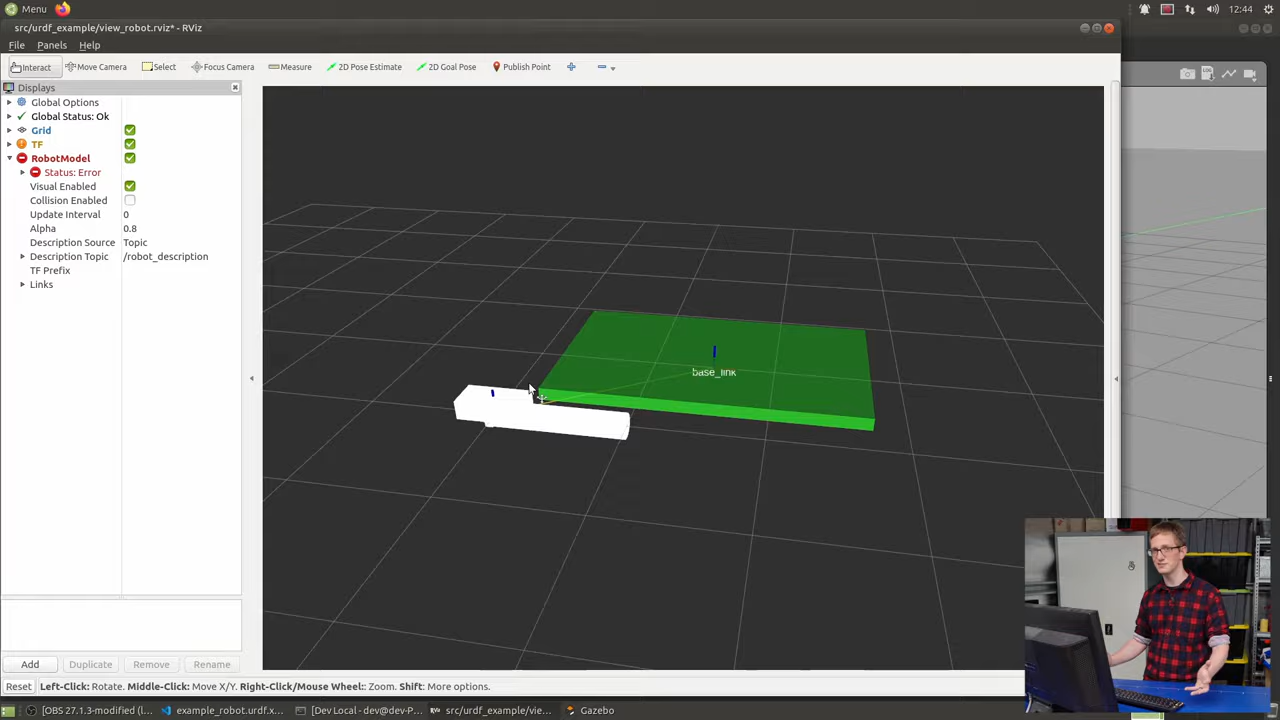 Menu
12:44
src/urdf_example/view_robot.rviz* - RViz
File Panels Help
Interact Move Camera Select Focus Camera Measure 2D Pose Estimate 2D Goal Pose Publish Point
Displays
Global Options
Global Status: Ok
Grid
TF
RobotModel
Status: Error
Visual Enabled
Collision Enabled
Update Interval 0
Alpha 0.8
Description Source Topic
Description Topic /robot_description
TF Prefix
Links
base_link
Add Duplicate Remove Rename
Reset Left-Click: Rotate. Middle-Click: Move X/Y. Right-Click/Mouse Wheel: Zoom. Shift: More options.
[OBS 27.1.3-modified (l... example_robot.urdf.x... [Dev Local - dev@dev-P... src/urdf_example/vie... Gazebo